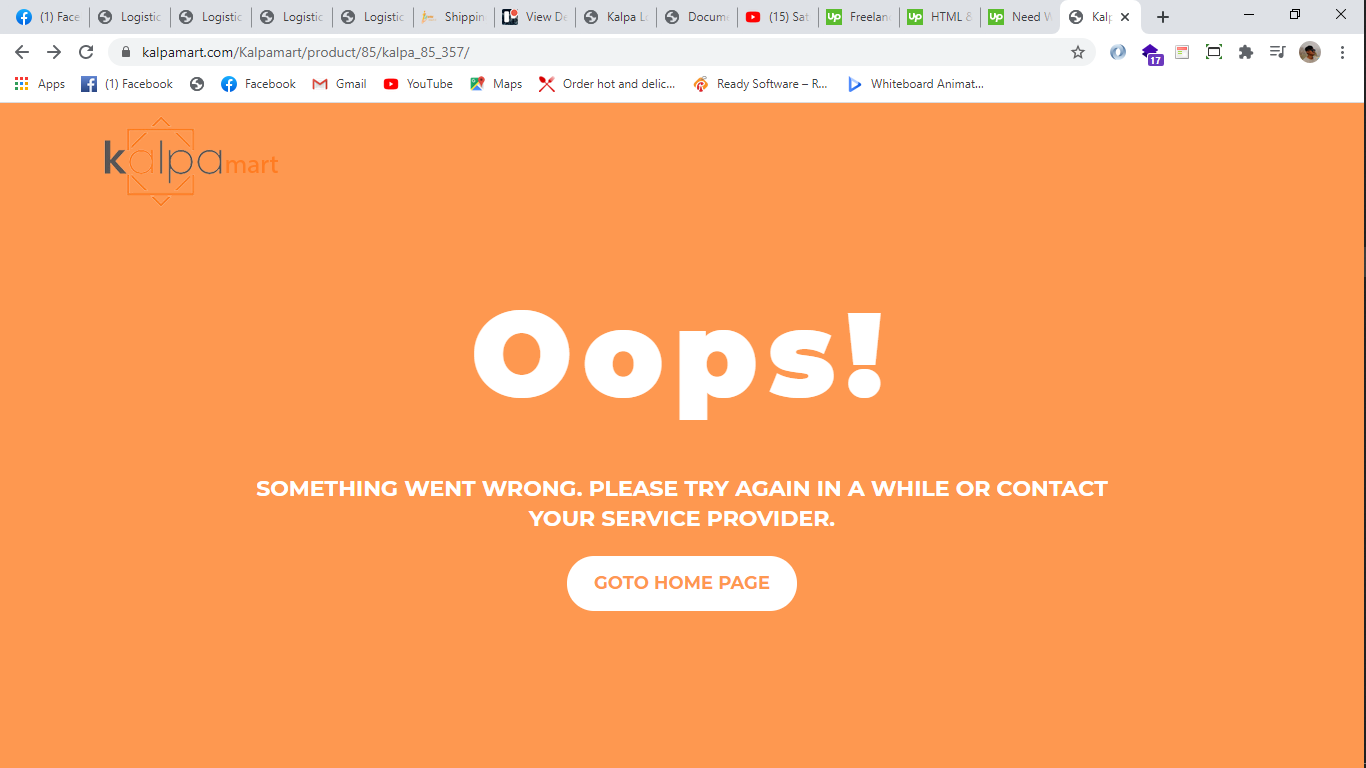 (1) Face
Logistic
Logistic
Logistic
Logistic
Shippin
View De
Kalpa Lo
Docume
(15) Sat
Freelan
HTML &
Need W
Kalp
kalpamart.com/Kalpamart/product/85/kalpa_85_357/
17
Apps
(1) Facebook
Facebook
Gmail
YouTube
Maps
Order hot and delic...
Ready Software – R...
Whiteboard Animat...
kalpamart
Oops!
SOMETHING WENT WRONG. PLEASE TRY AGAIN IN A WHILE OR CONTACT
YOUR SERVICE PROVIDER.
GOTO HOME PAGE